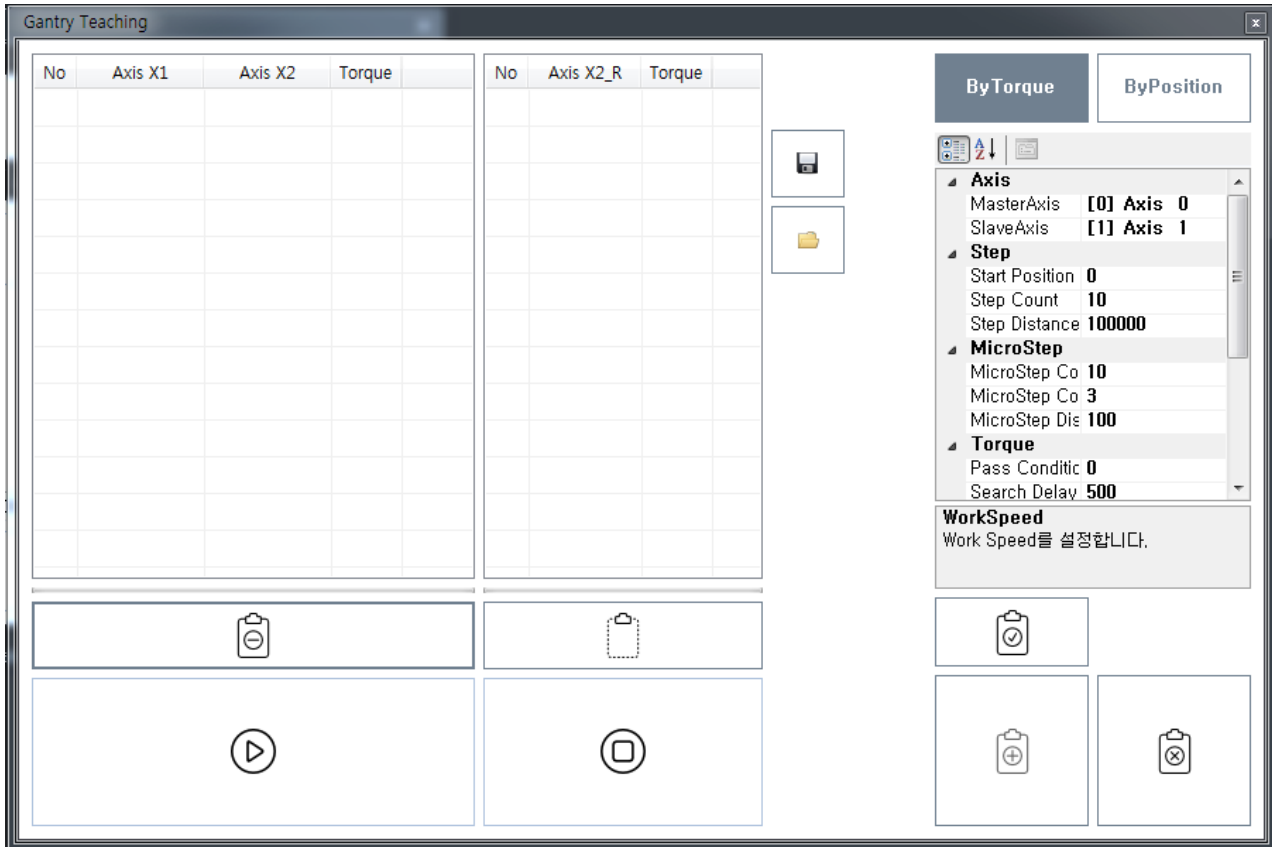 Gantry Teaching
No Axis X1 Axis X2 Torque
No Axis X2_R Torque
ByTorque
ByPosition
Axis
MasterAxis [0] Axis 0
SlaveAxis [1] Axis 1
Step
Start Position 0
Step Count 10
Step Distance 100000
MicroStep
MicroStep Co 10
MicroStep Co 3
MicroStep Dis 100
Torque
Pass Conditic 0
Search Delay 500
WorkSpeed
Work Speed를 설정합니다.